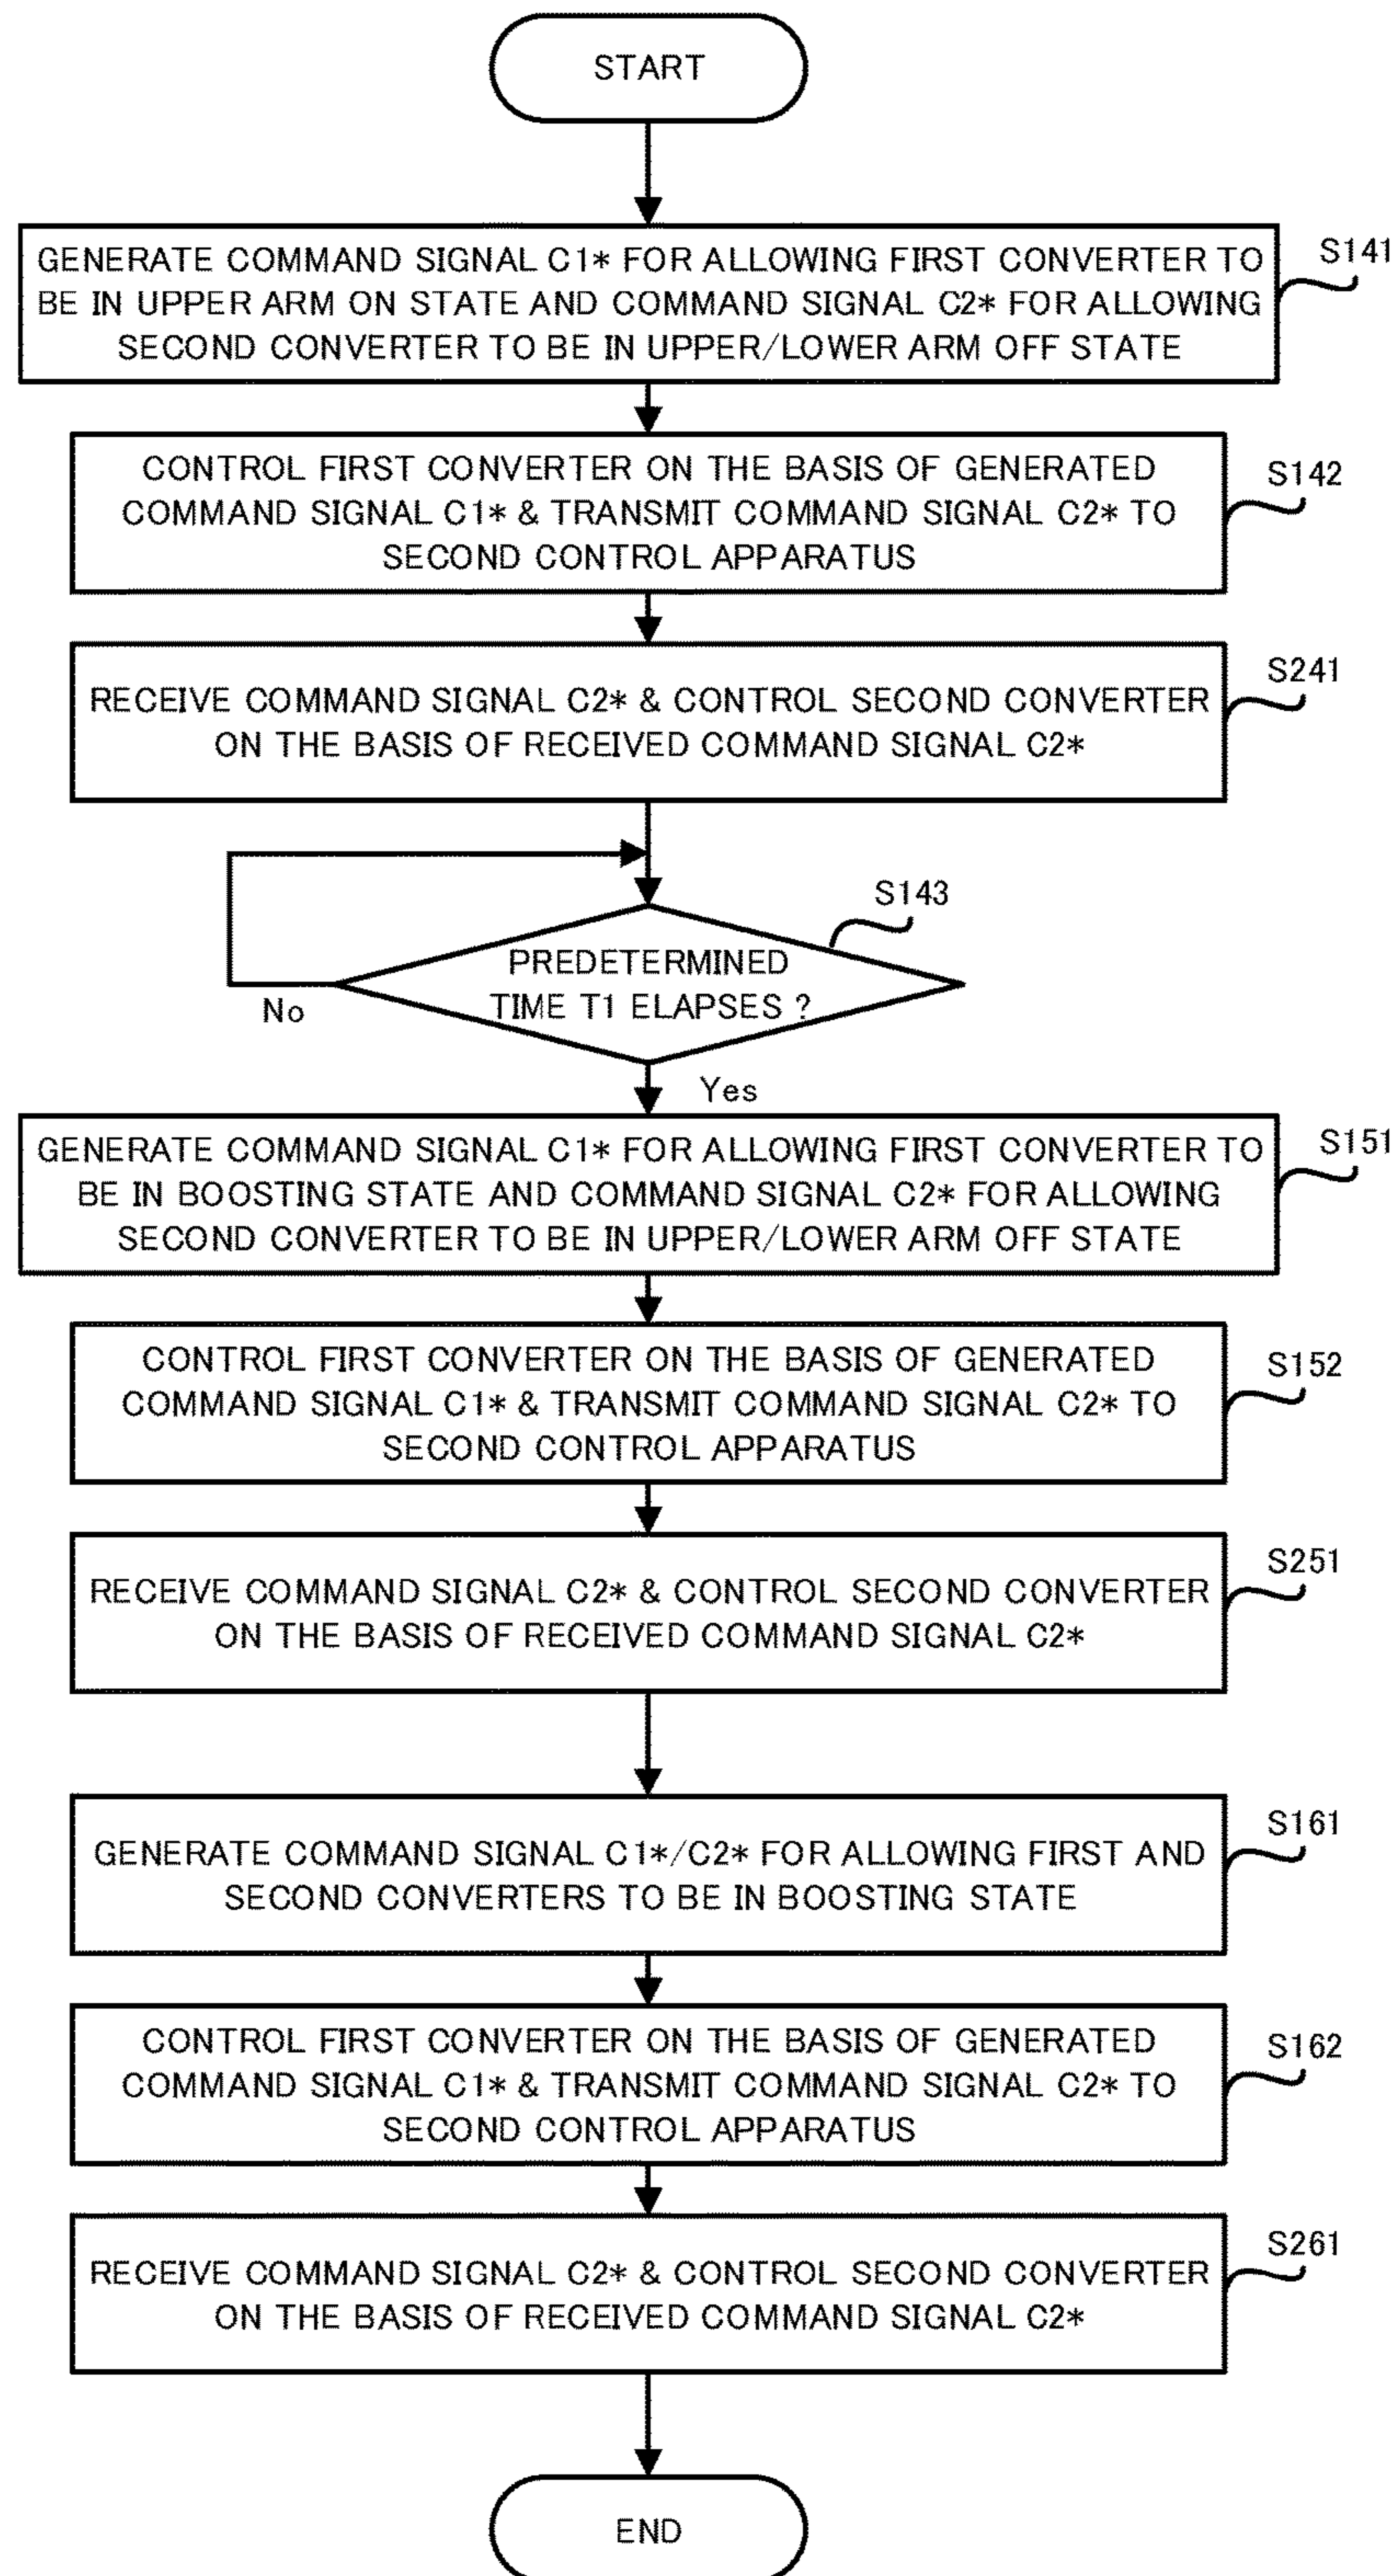 START
GENERATE COMMAND SIGNAL C1* FOR ALLOWING FIRST CONVERTER TO
BE IN UPPER ARM ON STATE AND COMMAND SIGNAL C2* FOR ALLOWING
SECOND CONVERTER TO BE IN UPPER/LOWER ARM OFF STATE
S141
CONTROL FIRST CONVERTER ON THE BASIS OF GENERATED
COMMAND SIGNAL C1* & TRANSMIT COMMAND SIGNAL C2* TO
SECOND CONTROL APPARATUS
S142
RECEIVE COMMAND SIGNAL C2* & CONTROL SECOND CONVERTER
ON THE BASIS OF RECEIVED COMMAND SIGNAL C2*
S241
PREDETERMINED
TIME T1 ELAPSES ?
S143
No
Yes
GENERATE COMMAND SIGNAL C1* FOR ALLOWING FIRST CONVERTER TO
BE IN BOOSTING STATE AND COMMAND SIGNAL C2* FOR ALLOWING
SECOND CONVERTER TO BE IN UPPER/LOWER ARM OFF STATE
S151
CONTROL FIRST CONVERTER ON THE BASIS OF GENERATED
COMMAND SIGNAL C1* & TRANSMIT COMMAND SIGNAL C2* TO
SECOND CONTROL APPARATUS
S152
RECEIVE COMMAND SIGNAL C2* & CONTROL SECOND CONVERTER
ON THE BASIS OF RECEIVED COMMAND SIGNAL C2*
S251
GENERATE COMMAND SIGNAL C1*/C2* FOR ALLOWING FIRST AND
SECOND CONVERTERS TO BE IN BOOSTING STATE
S161
CONTROL FIRST CONVERTER ON THE BASIS OF GENERATED
COMMAND SIGNAL C1* & TRANSMIT COMMAND SIGNAL C2* TO
SECOND CONTROL APPARATUS
S162
RECEIVE COMMAND SIGNAL C2* & CONTROL SECOND CONVERTER
ON THE BASIS OF RECEIVED COMMAND SIGNAL C2*
S261
END